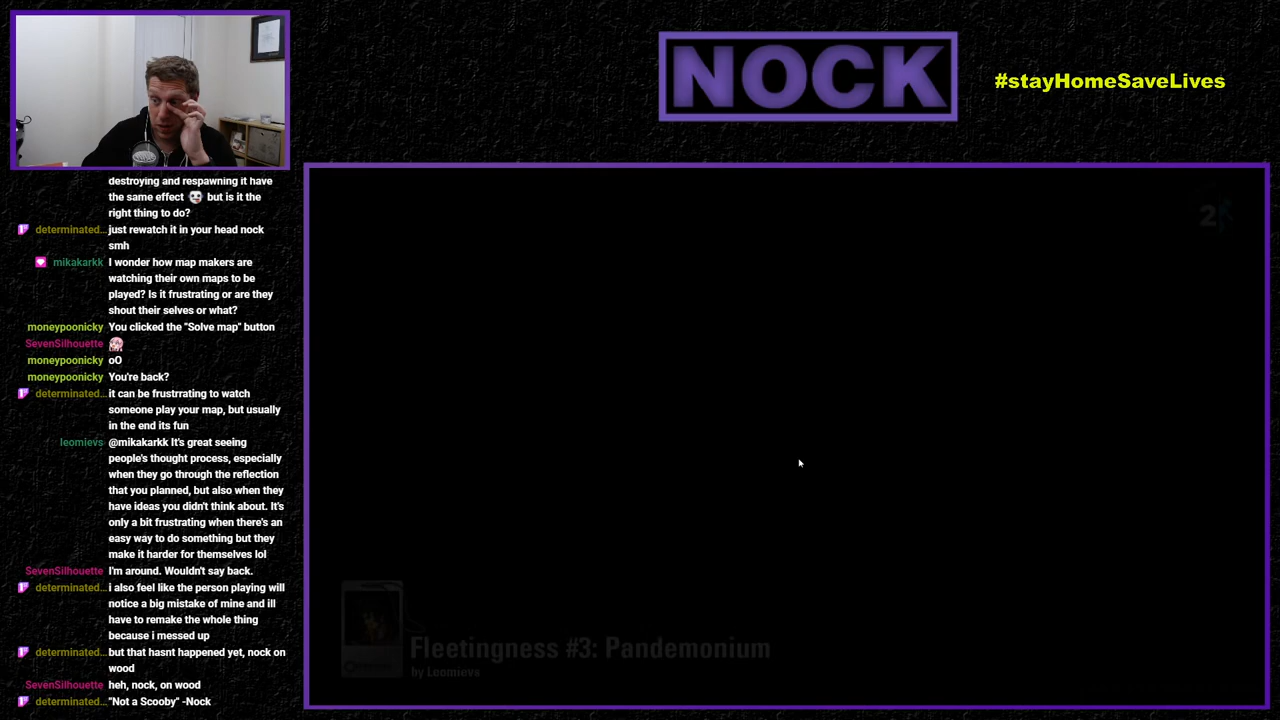 NOCK
#stayHomeSaveLives
destroying and respawning it have
the same effect but is it the
right thing to do?
determinated... just rewatch it in your head nock
smh
mikakarkk I wonder how map makers are
watching their own maps to be
played? Is it frustrating or are they
shout their selves or what?
moneypoonicky You clicked the "Solve map" button
SevenSilhouette
moneypoonicky oO
moneypoonicky You're back?
determinated... it can be frustrrating to watch
someone play your map, but usually
in the end its fun
leomievs @mikakarkk It's great seeing
people's thought process, especially
when they go through the reflection
that you planned, but also when they
have ideas you didn't think about. It's
only a bit frustrating when there's an
easy way to do something but they
make it harder for themselves lol
SevenSilhouette I'm around. Wouldn't say back.
determinated... i also feel like the person playing will
notice a big mistake of mine and ill
have to remake the whole thing
because i messed up
determinated... but that hasnt happened yet, nock on
wood
SevenSilhouette heh, nock, on wood
determinated... "Not a Scooby" -Nock
2
Fleetingness #3: Pandemonium
by Leomievs